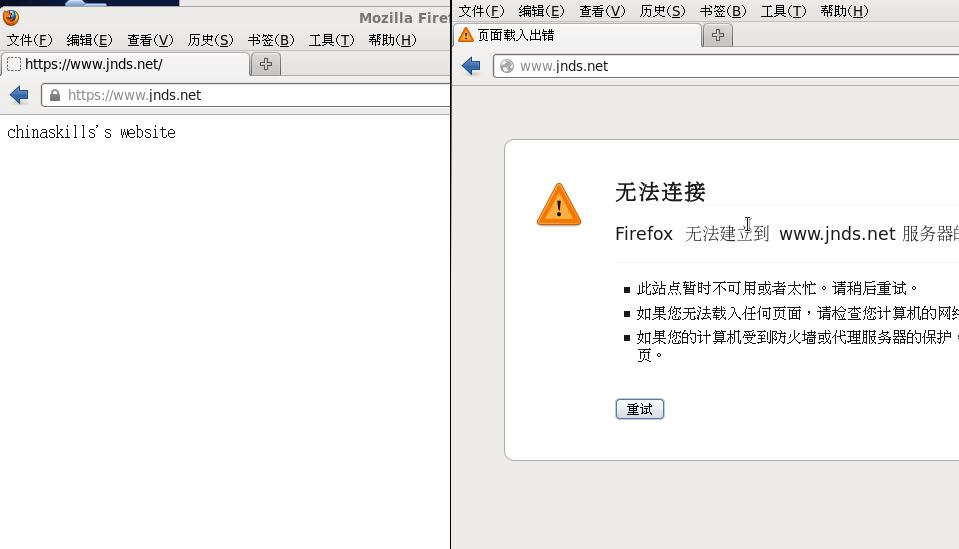 Mozilla Firef
文件(F) 编辑(E) 查看(V) 历史(S) 书签(B) 工具(T) 帮助(H)
https://www.jnds.net/
https://www.jnds.net
chinaskills's website
文件(F) 编辑(E) 查看(V) 历史(S) 书签(B) 工具(T) 帮助(H)
页面载入出错
www.jnds.net
无法连接
Firefox 无法建立到 www.jnds.net 服务器的
此站点暂时不可用或者太忙。请稍后重试。
如果您无法载入任何页面，请检查您计算机的网络
如果您的计算机受到防火墙或代理服务器的保护，
页。
重试